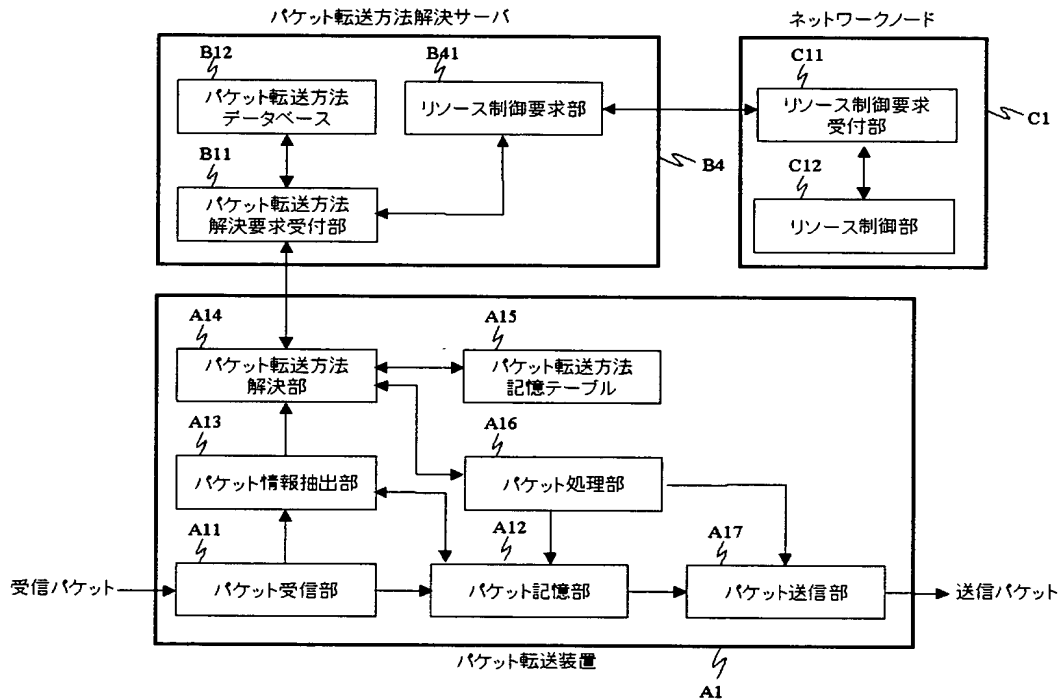 パケット転送方法解決サーバ
ネットワークノード
B12
パケット転送方法
データベース
B41
リソース制御要求部
C11
リソース制御要求
受付部
C1
B11
パケット転送方法
解決要求受付部
B4
C12
リソース制御部
A14
パケット転送方法
解決部
A15
パケット転送方法
記憶テーブル
A13
パケット情報抽出部
A16
パケット処理部
A11
パケット受信部
A12
パケット記憶部
A17
パケット送信部
受信パケット
送信パケット
パケット転送装置
A1